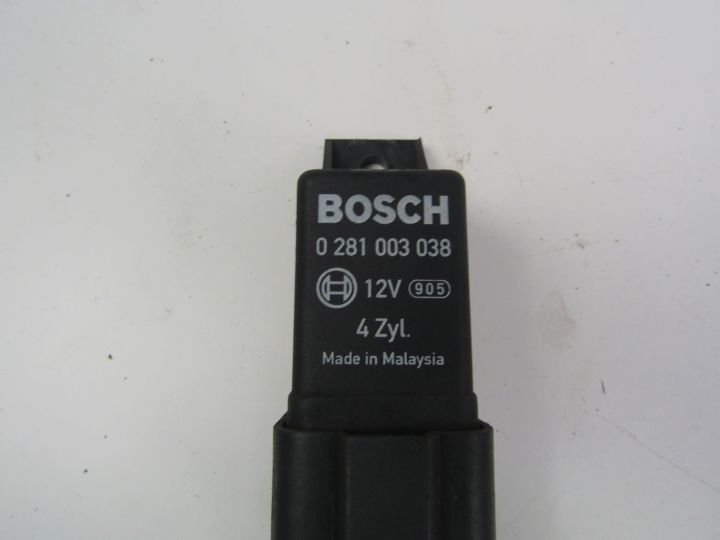 BOSCH
0 281 003 038
12V 905
4 Zyl.
Made in Malaysia